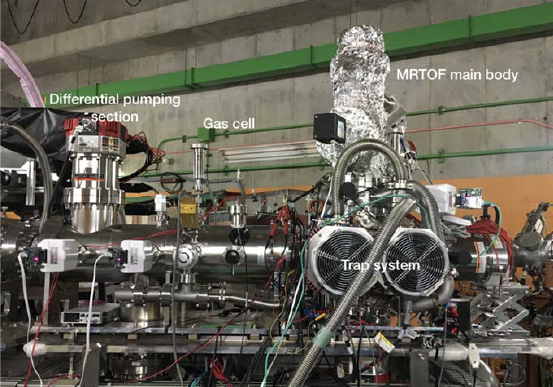 MRTOF main body
Differential pumping
section
Gas cell
Trap system